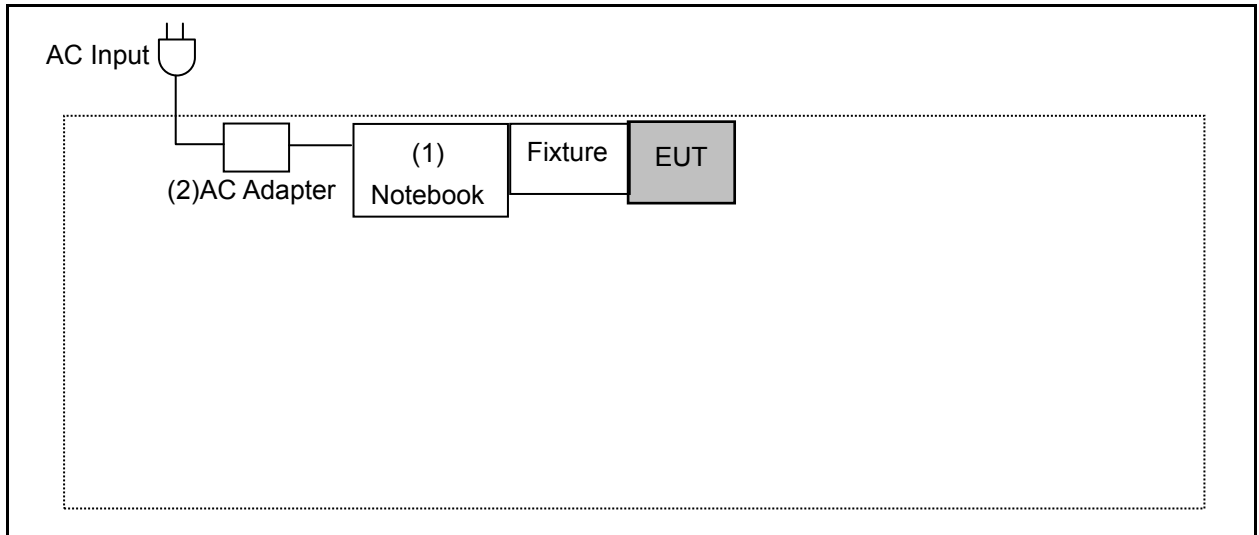 AC Input
(1)
Notebook
Fixture
EUT
(2)AC Adapter